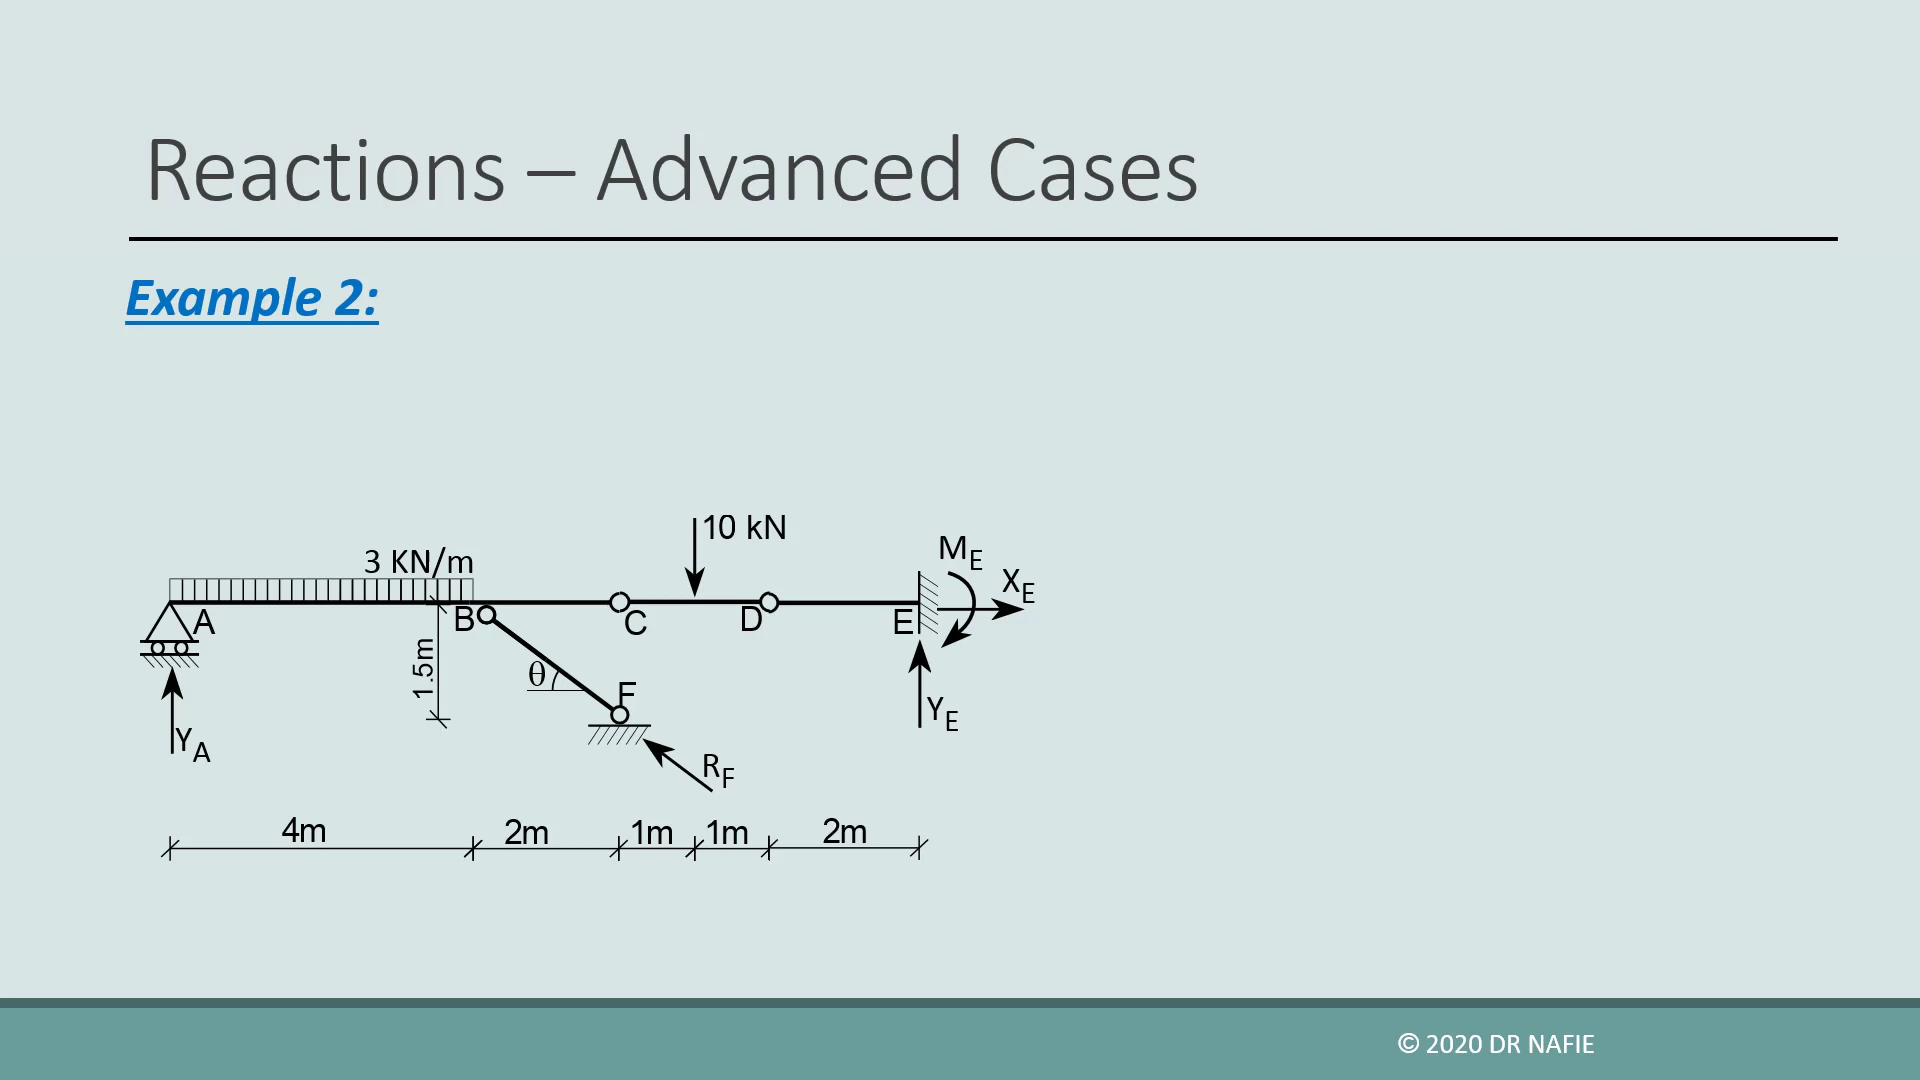 Reactions – Advanced Cases
Example 2:
10 kN
3 KN/m
M_E
X_E
A
B
C
D
E
1.5m
θ
F
Y_A
R_F
Y_E
4m
2m
1m
1m
2m
© 2020 DR NAFIE